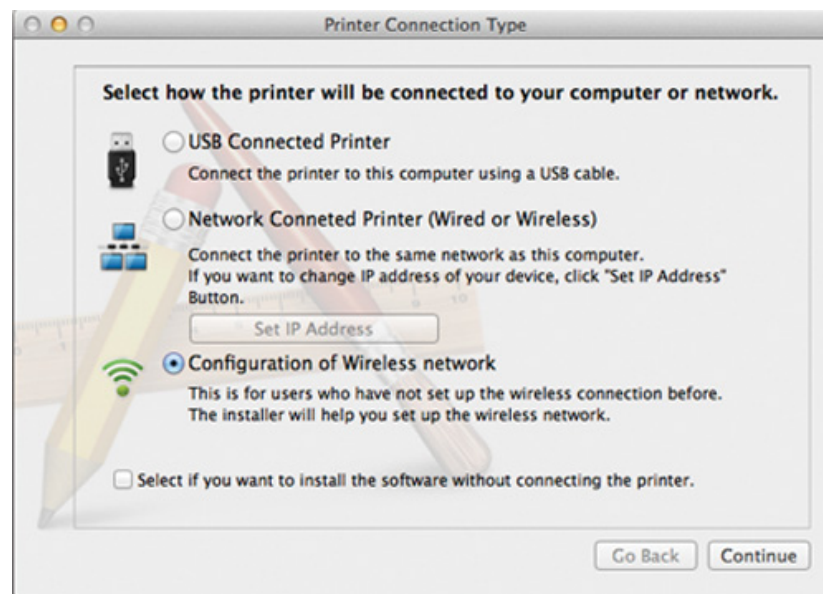 Printer Connection Type
Select how the printer will be connected to your computer or network.
USB Connected Printer
Connect the printer to this computer using a USB cable.
Network Conneted Printer (Wired or Wireless)
Connect the printer to the same network as this computer.
If you want to change IP address of your device, click "Set IP Address"
Button.
Set IP Address
Configuration of Wireless network
This is for users who have not set up the wireless connection before.
The installer will help you set up the wireless network.
Select if you want to install the software without connecting the printer.
Go Back Continue